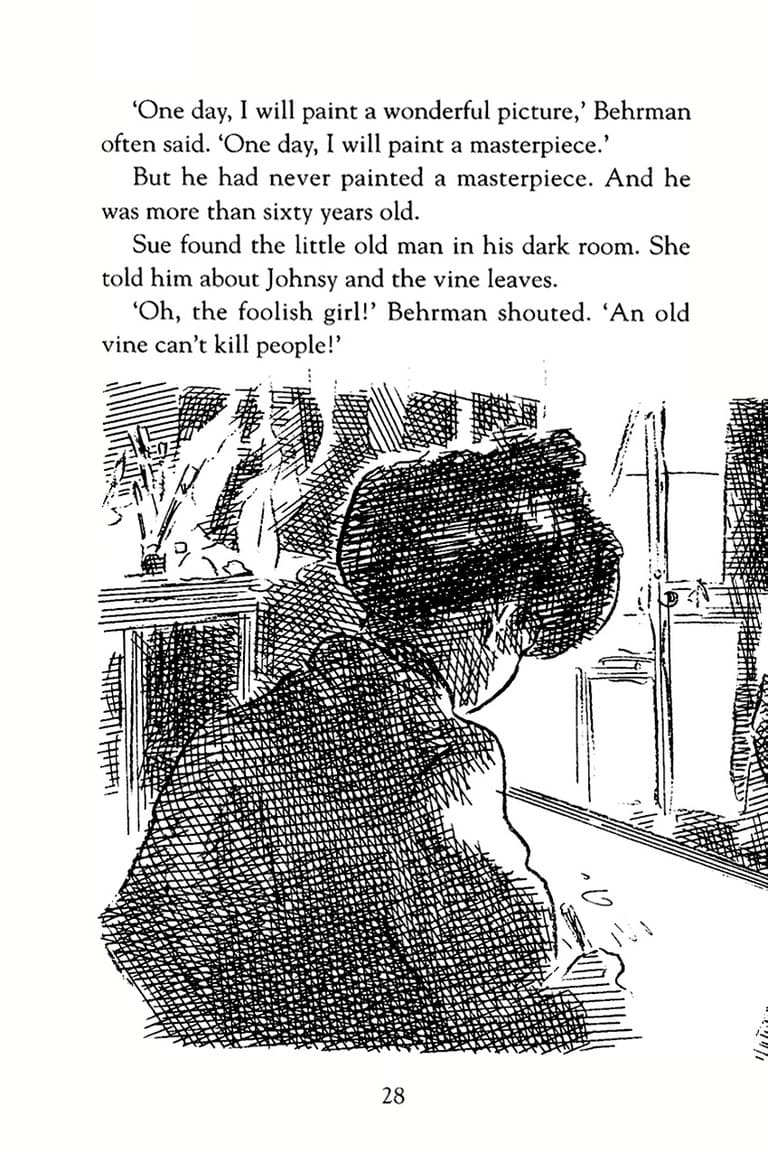 ‘One day, I will paint a wonderful picture,’ Behrman
often said. ‘One day, I will paint a masterpiece.’
But he had never painted a masterpiece. And he
was more than sixty years old.
Sue found the little old man in his dark room. She
told him about Johnsy and the vine leaves.
‘Oh, the foolish girl!’ Behrman shouted. ‘An old
vine can’t kill people!’
28